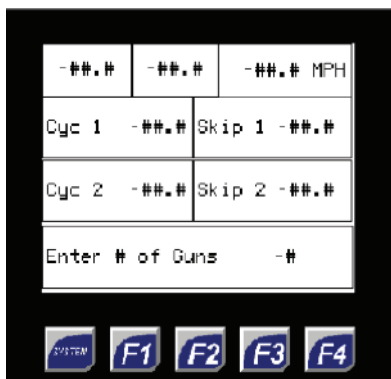 -##.# -##.# -##.# MPH
Cyc 1 -##.# Skip 1 -##.#
Cyc 2 -##.# Skip 2 -##.#
Enter # of Guns -#
SYSTEM F1 F2 F3 F4